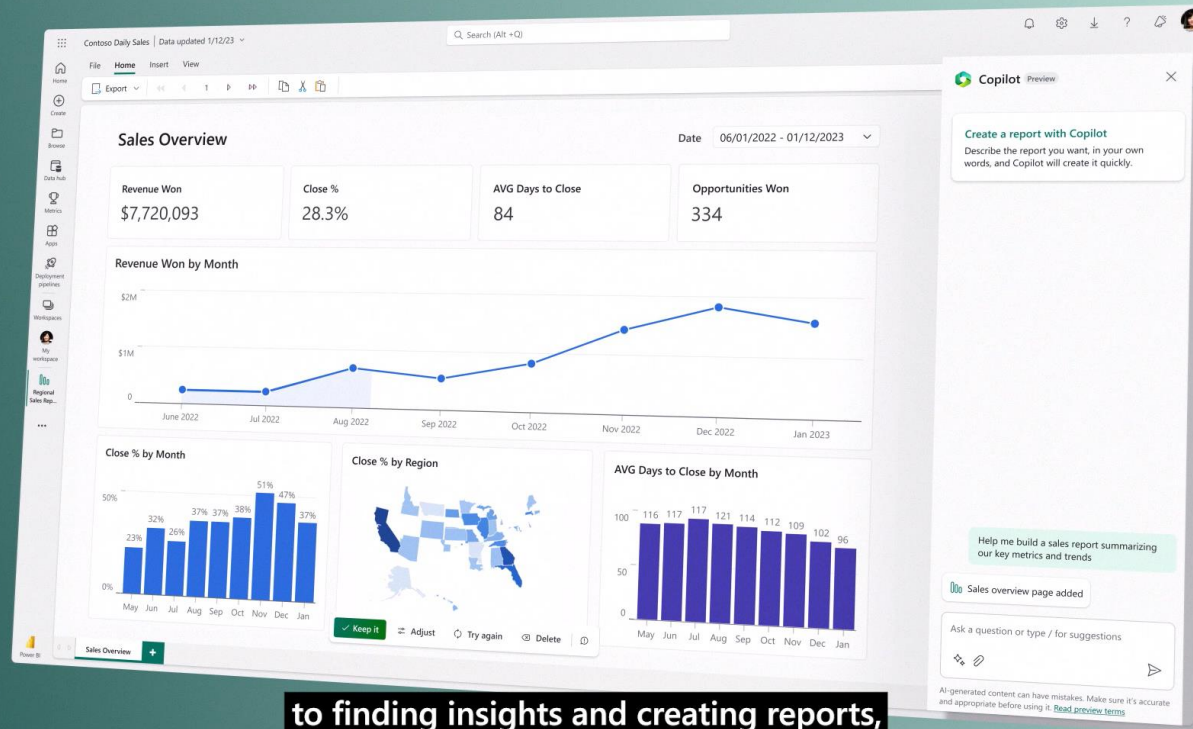 Contoso Daily Sales | Data updated 1/12/23
Search (Alt +Q)
File Home Insert View
Export 1
Home
Create
Browse
Data hub
Metrics
Apps
Deployment
pipelines
Workspaces
My
workspace
Regional
Sales Rep...
Power BI
Sales Overview
Date 06/01/2022 - 01/12/2023
Revenue Won
$7,720,093
Close %
28.3%
AVG Days to Close
84
Opportunities Won
334
Revenue Won by Month
$2M
$1M
0
June 2022 Jul 2022 Aug 2022 Sep 2022 Oct 2022 Nov 2022 Dec 2022 Jan 2023
Close % by Month
50%
0%
23% 32% 26% 37% 37% 38% 51% 47% 37%
May Jun Jul Aug Sep Oct Nov Dec Jan
Close % by Region
Keep it Adjust Try again Delete
AVG Days to Close by Month
100
50
0
116 117 117 121 114 112 109 102 96
May Jun Jul Aug Sep Oct Nov Dec Jan
Sales Overview +
?
Copilot Preview
Create a report with Copilot
Describe the report you want, in your own
words, and Copilot will create it quickly.
Help me build a sales report summarizing
our key metrics and trends
Sales overview page added
Ask a question or type / for suggestions
AI-generated content can have mistakes. Make sure it's accurate
and appropriate before using it. Read preview terms
to finding insights and creating reports,